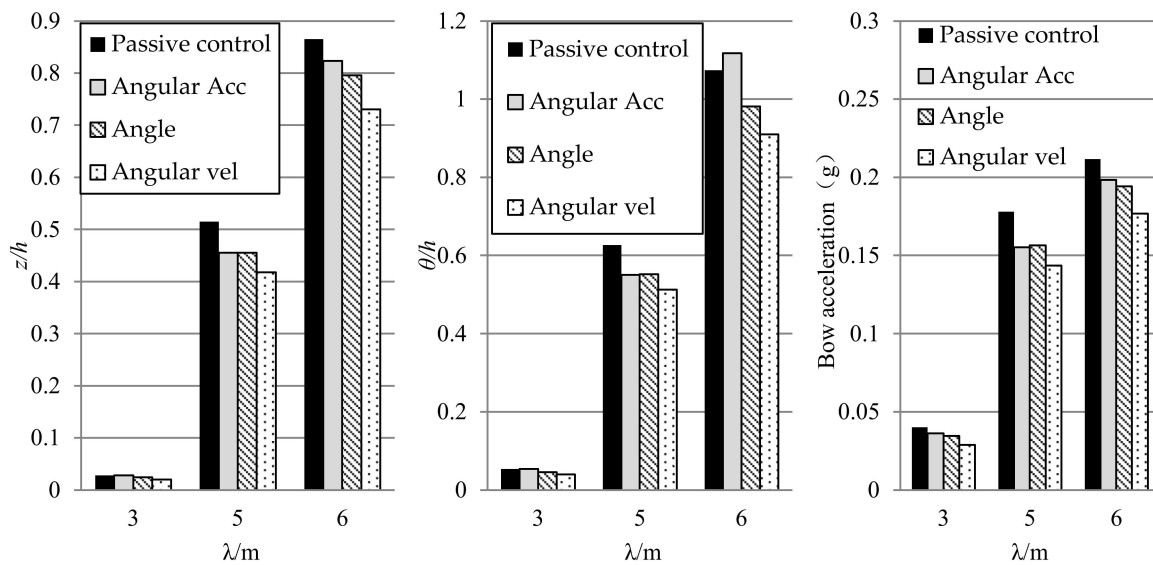 0.9
0.8
0.7
0.6
0.5
0.4
0.3
0.2
0.1
0
z/h
Passive control
Angular Acc
Angle
Angular vel
3 5 6
λ/m
1.2
1
0.8
0.6
0.4
0.2
0
θ/h
Passive control
Angular Acc
Angle
Angular vel
3 5 6
λ/m
0.3
0.25
0.2
0.15
0.1
0.05
0
Bow acceleration（g）
Passive control
Angular Acc
Angle
Angular vel
3 5 6
λ/m